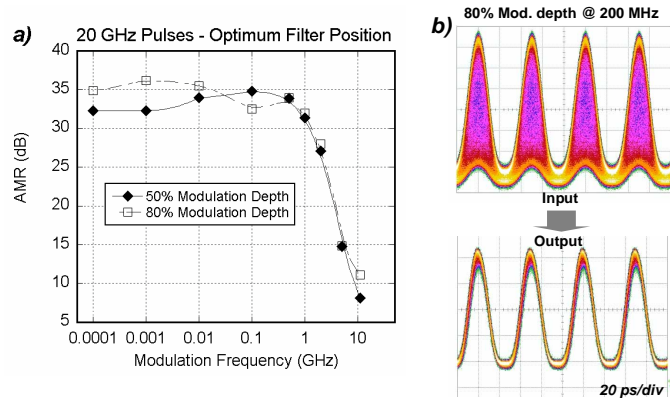 a)
20 GHz Pulses - Optimum Filter Position
40
35
30
25
20
15
10
5
AMR (dB)
50% Modulation Depth
80% Modulation Depth
0.0001 0.001 0.01 0.1 1 10
Modulation Frequency (GHz)
b)
80% Mod. depth @ 200 MHz
Input
Output
20 ps/div